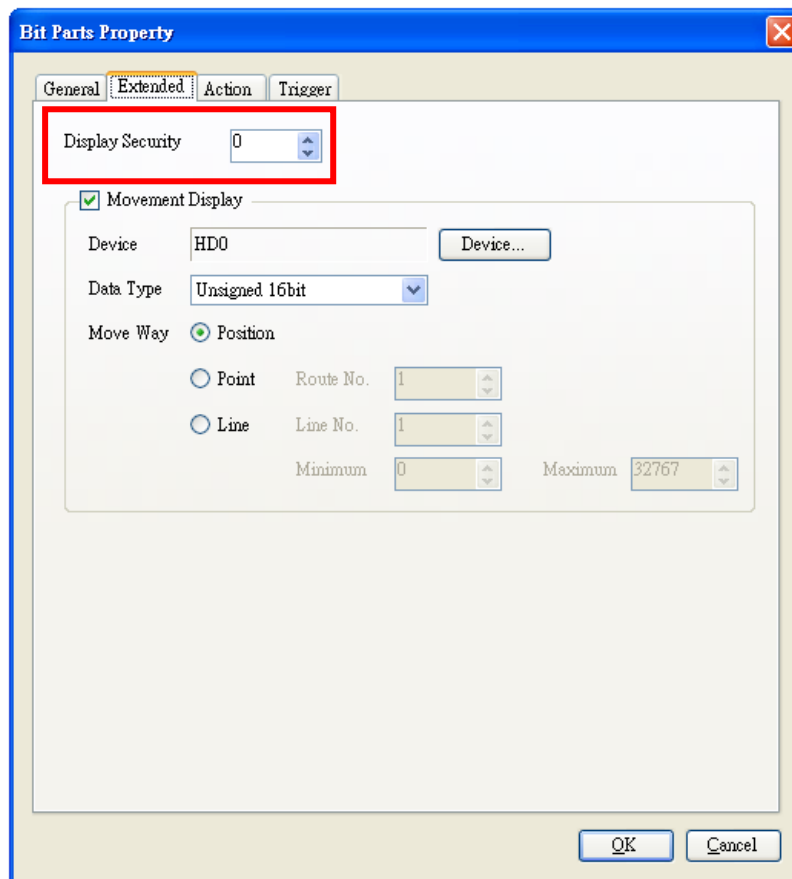 Bit Parts Property
General Extended Action Trigger
Display Security 0
Movement Display
Device HD0 Device...
Data Type Unsigned 16bit
Move Way Position
Point Route No. 1
Line Line No. 1
Minimum 0 Maximum 32767
OK Cancel